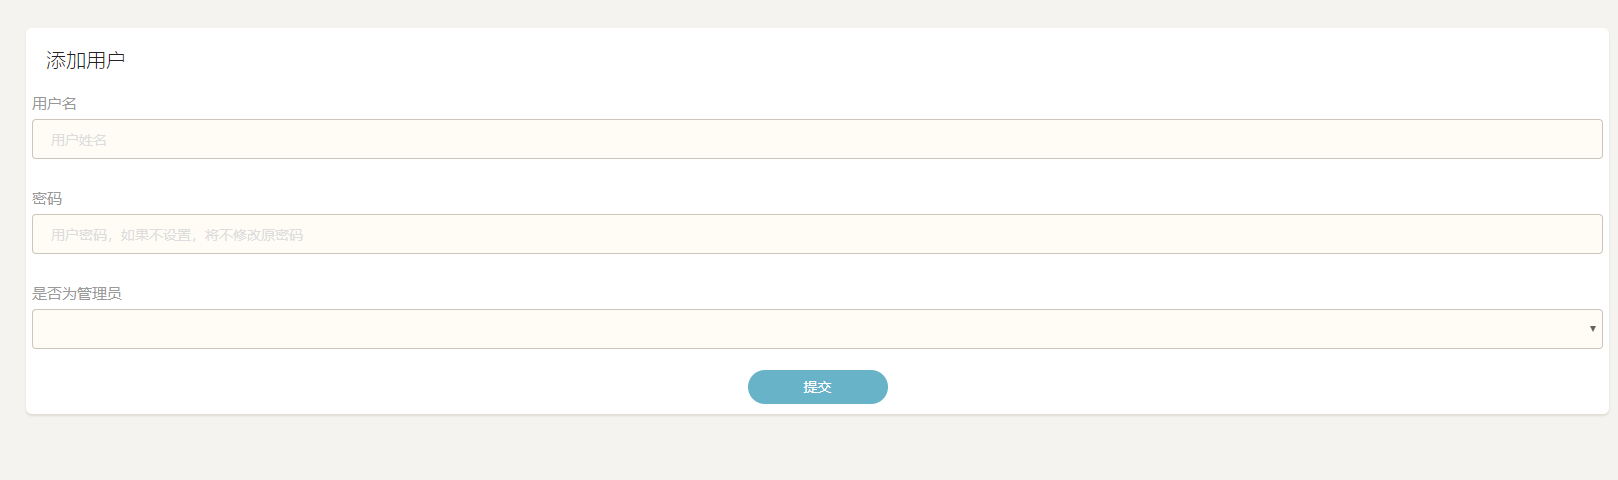 添加用户
用户名
用户姓名
密码
用户密码，如果不设置，将不修改原密码
是否为管理员
提交